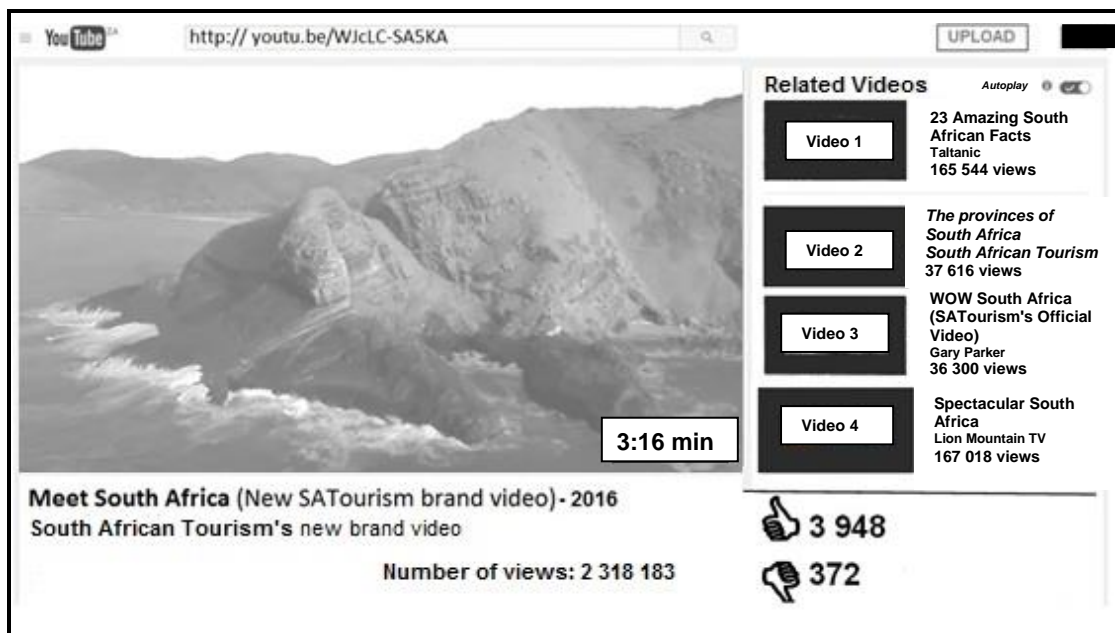 YouTube ZA
http:// youtu.be/WJcLC-SA5KA
UPLOAD
3:16 min
Meet South Africa (New SATourism brand video) - 2016
South African Tourism's new brand video
Number of views: 2 318 183
3 948
372
Related Videos
Autoplay
Video 1
23 Amazing South
African Facts
Taltanic
165 544 views
Video 2
The provinces of
South Africa
South African Tourism
37 616 views
Video 3
WOW South Africa
(SATourism's Official
Video)
Gary Parker
36 300 views
Video 4
Spectacular South
Africa
Lion Mountain TV
167 018 views